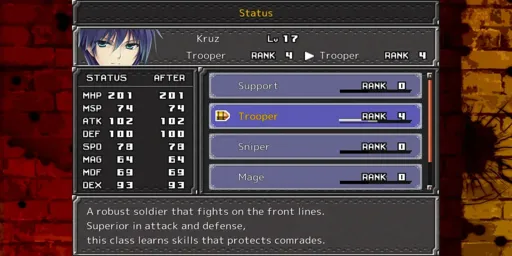 Status
Kruz Lv 17
Trooper RANK 4 ▶ Trooper RANK 4
STATUS AFTER
MHP 201 201
MSP 74 74
ATK 102 102
DEF 100 100
SPD 78 78
MAG 64 64
MDF 69 69
DEX 93 93
Support RANK 0
Trooper RANK 4
Sniper RANK 0
Mage RANK 0
A robust soldier that fights on the front lines.
Superior in attack and defense,
this class learns skills that protects comrades.